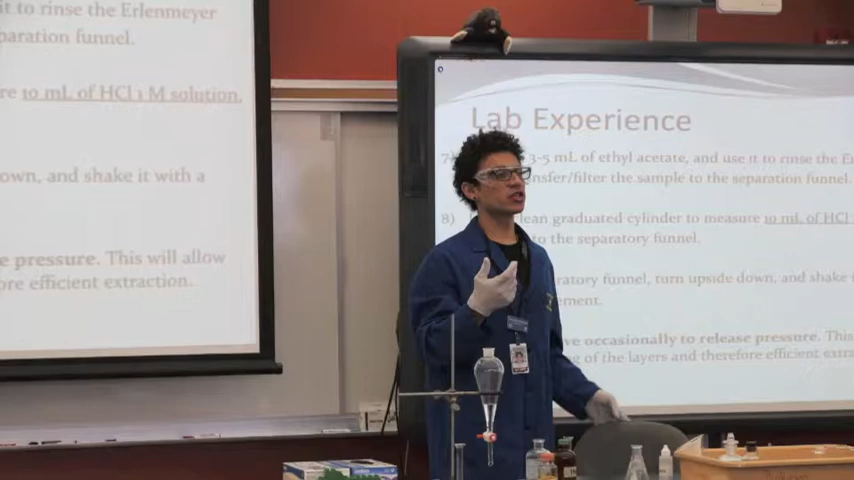 it to rinse the Erlenmeyer
paration funnel.
re 10 mL of HCl 1 M solution.
own, and shake it with a
e pressure. This will allow
ore efficient extraction.
Lab Experience
7) 3-5 mL of ethyl acetate, and use it to rinse the Er
nsfer/filter the sample to the separation funnel.
8) lean graduated cylinder to measure 10 mL of HCl
to the separatory funnel.
ratory funnel, turn upside down, and shake i
ement.
ve occasionally to release pressure. This
ng of the layers and therefore efficient extra